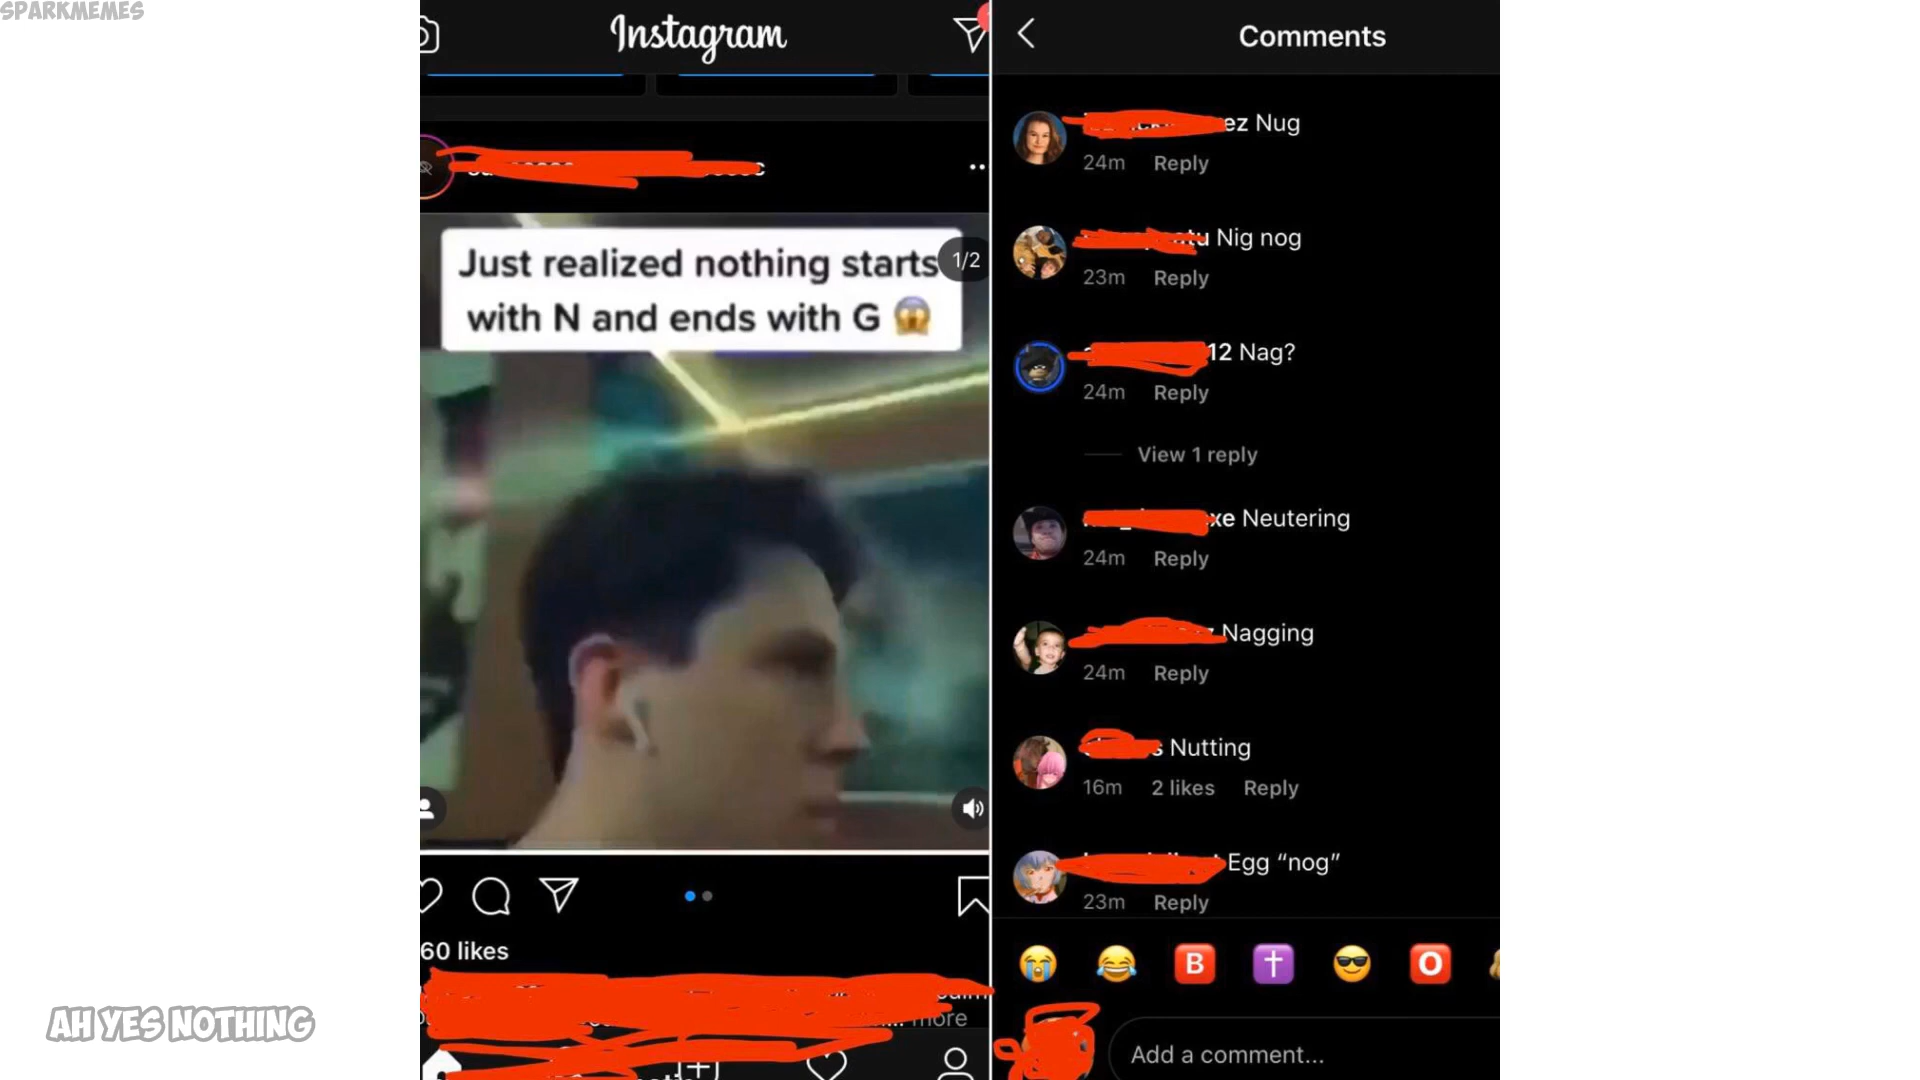 SPARKMEMES
Instagram
Just realized nothing starts
with N and ends with G 😱
1/2
60 likes
more
AH YES NOTHING
Comments
ez Nug
24m Reply
Nig nog
23m Reply
12 Nag?
24m Reply
View 1 reply
xe Neutering
24m Reply
Nagging
24m Reply
s Nutting
16m 2 likes Reply
Egg “nog”
23m Reply
B
O
Add a comment...